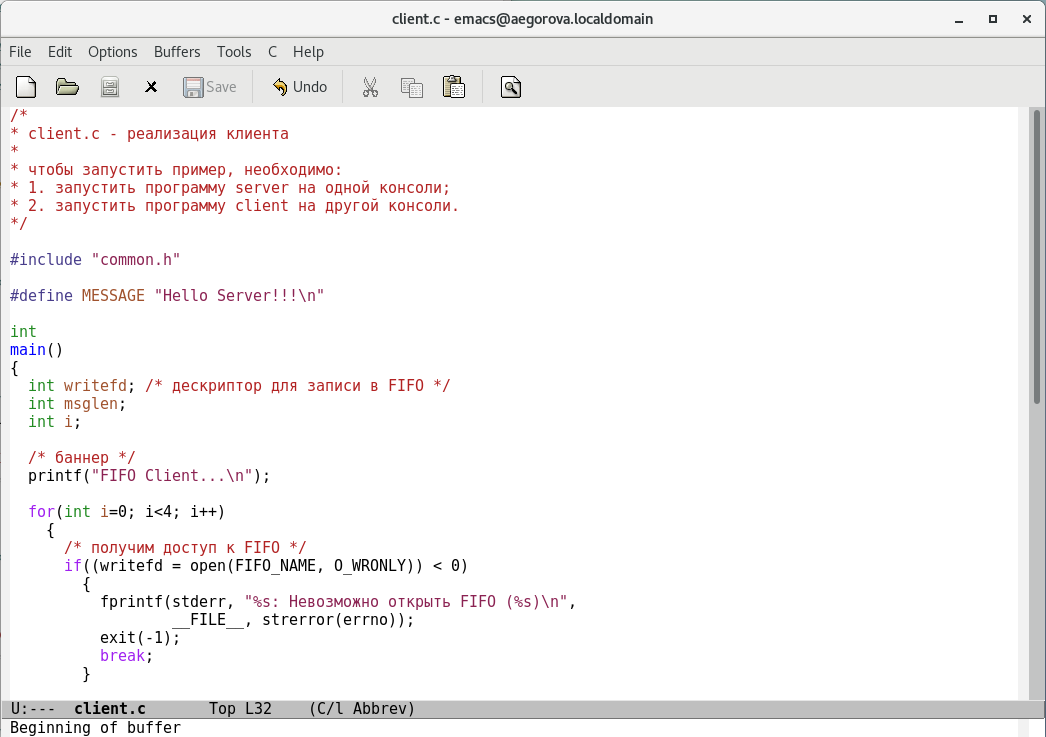 client.c - emacs@aegorova.localdomain
File Edit Options Buffers Tools C Help
Save Undo
/*
* client.c - реализация клиента
*
* чтобы запустить пример, необходимо:
* 1. запустить программу server на одной консоли;
* 2. запустить программу client на другой консоли.
*/
#include "common.h"
#define MESSAGE "Hello Server!!!\n"
int
main()
{
int writefd; /* дескриптор для записи в FIFO */
int msglen;
int i;
/* баннер */
printf("FIFO Client...\n");
for(int i=0; i<4; i++)
{
/* получим доступ к FIFO */
if((writefd = open(FIFO_NAME, O_WRONLY)) < 0)
{
fprintf(stderr, "%s: Невозможно открыть FIFO (%s)\n",
__FILE__, strerror(errno));
exit(-1);
break;
}
U:--- client.c Top L32 (C/l Abbrev)
Beginning of buffer